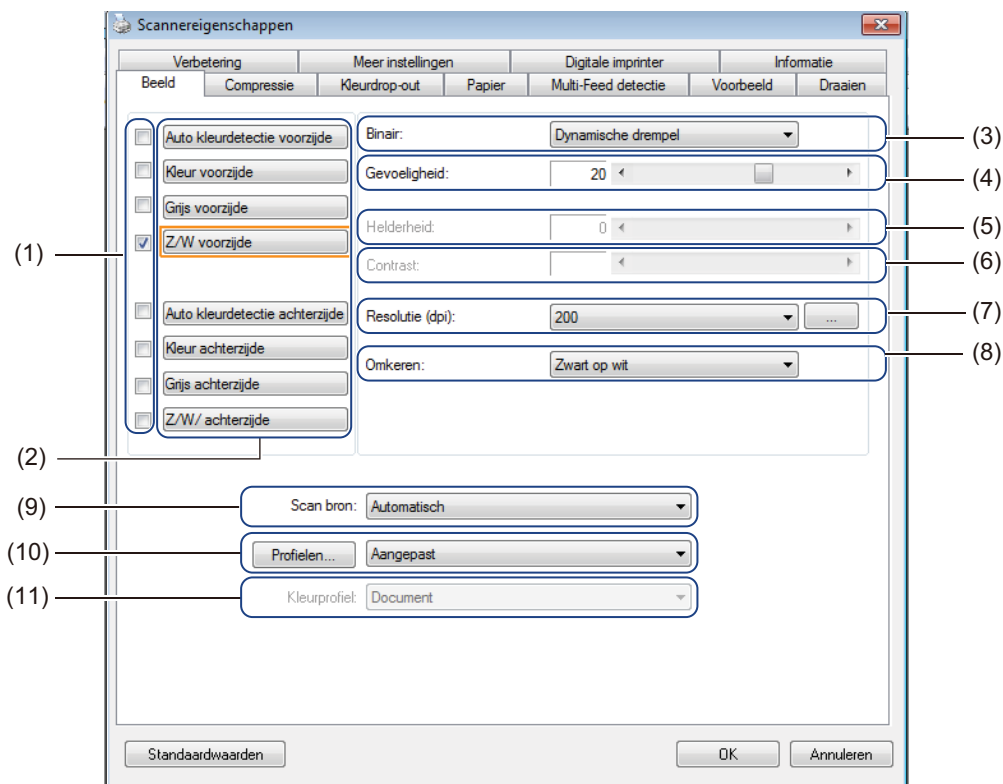 Scannereigenschappen
Verbetering Meer instellingen Digitale imprinter Informatie
Beeld Compressie Kleurdrop-out Papier Multi-Feed detectie Voorbeeld Draaien
Auto kleurdetectie voorzijde
Kleur voorzijde
Grijs voorzijde
Z/W voorzijde
Auto kleurdetectie achterzijde
Kleur achterzijde
Grijs achterzijde
Z/W/ achterzijde
(1)
(2)
Binair: Dynamische drempel (3)
Gevoeligheid: 20 (4)
Helderheid: 0 (5)
Contrast: (6)
Resolutie (dpi): 200 ... (7)
Omkeren: Zwart op wit (8)
(9) Scan bron: Automatisch
(10) Profielen... Aangepast
(11) Kleurprofiel: Document
Standaardwaarden OK Annuleren